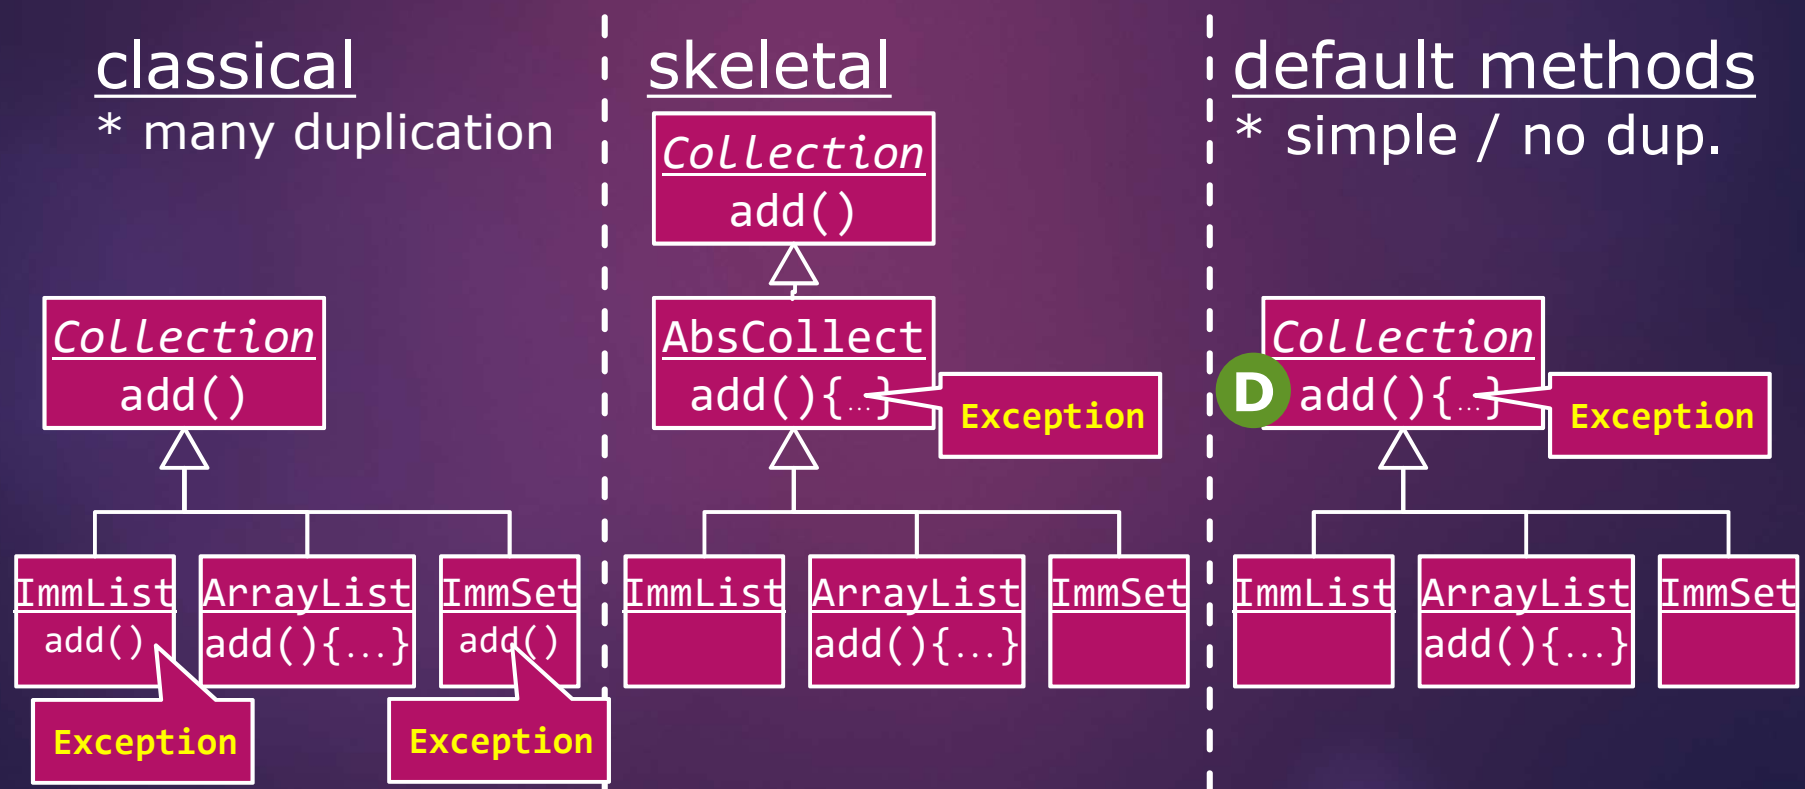 classical
* many duplication
Collection
add()
ImmList
add()
ArrayList
add(){…}
ImmSet
add()
Exception
Exception
skeletal
Collection
add()
AbsCollect
add(){…}
Exception
ImmList
ArrayList
add(){…}
ImmSet
default methods
* simple / no dup.
Collection
D
add(){…}
Exception
ImmList
ArrayList
add(){…}
ImmSet